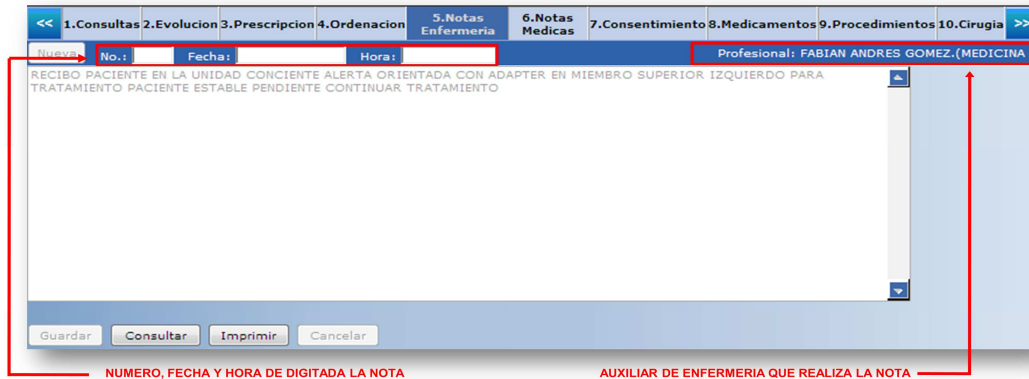 << 1.Consultas 2.Evolucion 3.Prescripcion 4.Ordenacion 5.Notas Enfermeria 6.Notas Medicas 7.Consentimiento 8.Medicamentos 9.Procedimientos 10.Cirugia >>
Nueva No.: Fecha: Hora: Profesional: FABIAN ANDRES GOMEZ.(MEDICINA
RECIBO PACIENTE EN LA UNIDAD CONCIENTE ALERTA ORIENTADA CON ADAPTER EN MIEMBRO SUPERIOR IZQUIERDO PARA
TRATAMIENTO PACIENTE ESTABLE PENDIENTE CONTINUAR TRATAMIENTO
Guardar Consultar Imprimir Cancelar
NUMERO, FECHA Y HORA DE DIGITADA LA NOTA AUXILIAR DE ENFERMERIA QUE REALIZA LA NOTA